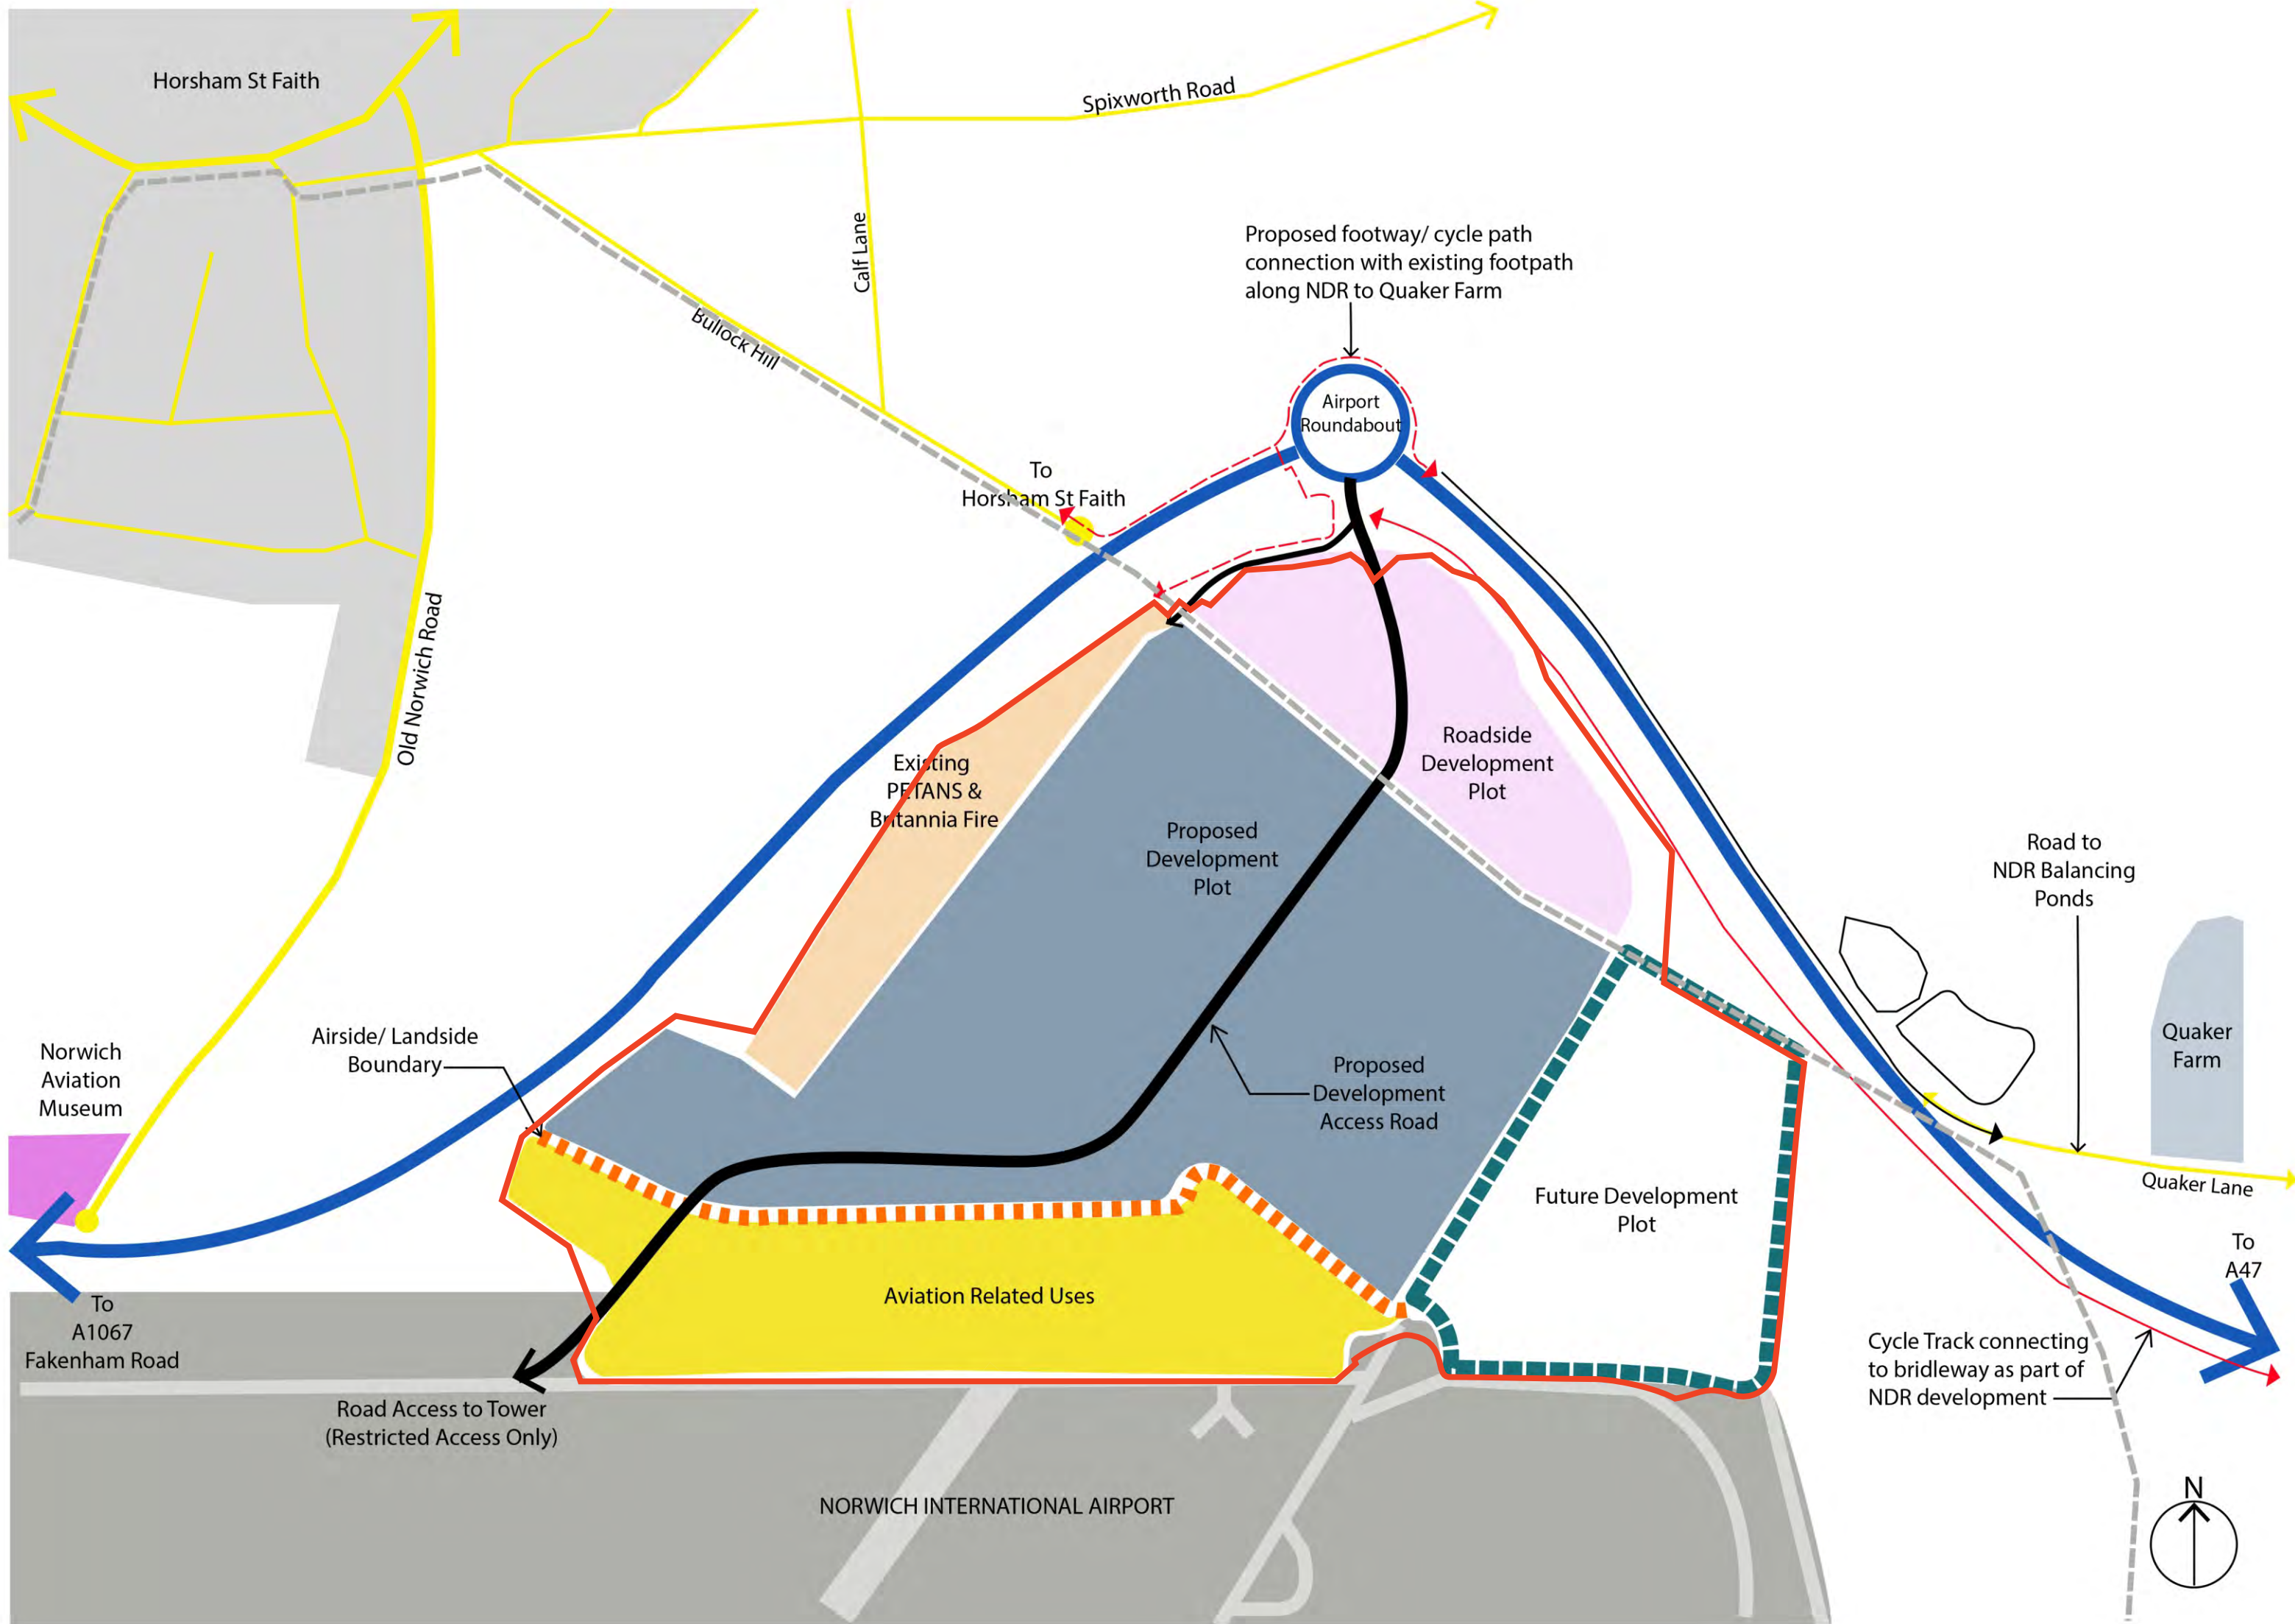 Horsham St Faith
Spixworth Road
Calf Lane
Bullock Hill
Proposed footway/ cycle path
connection with existing footpath
along NDR to Quaker Farm
Airport
Roundabout
To
Horsham St Faith
Old Norwich Road
Existing
PETANS &
Britannia Fire
Roadside
Development
Plot
Proposed
Development
Plot
Road to
NDR Balancing
Ponds
Quaker
Farm
Airside/ Landside
Boundary
Norwich
Aviation
Museum
Proposed
Development
Access Road
Quaker Lane
Future Development
Plot
To
A47
Aviation Related Uses
To
A1067
Fakenham Road
Cycle Track connecting
to bridleway as part of
NDR development
Road Access to Tower
(Restricted Access Only)
NORWICH INTERNATIONAL AIRPORT
N